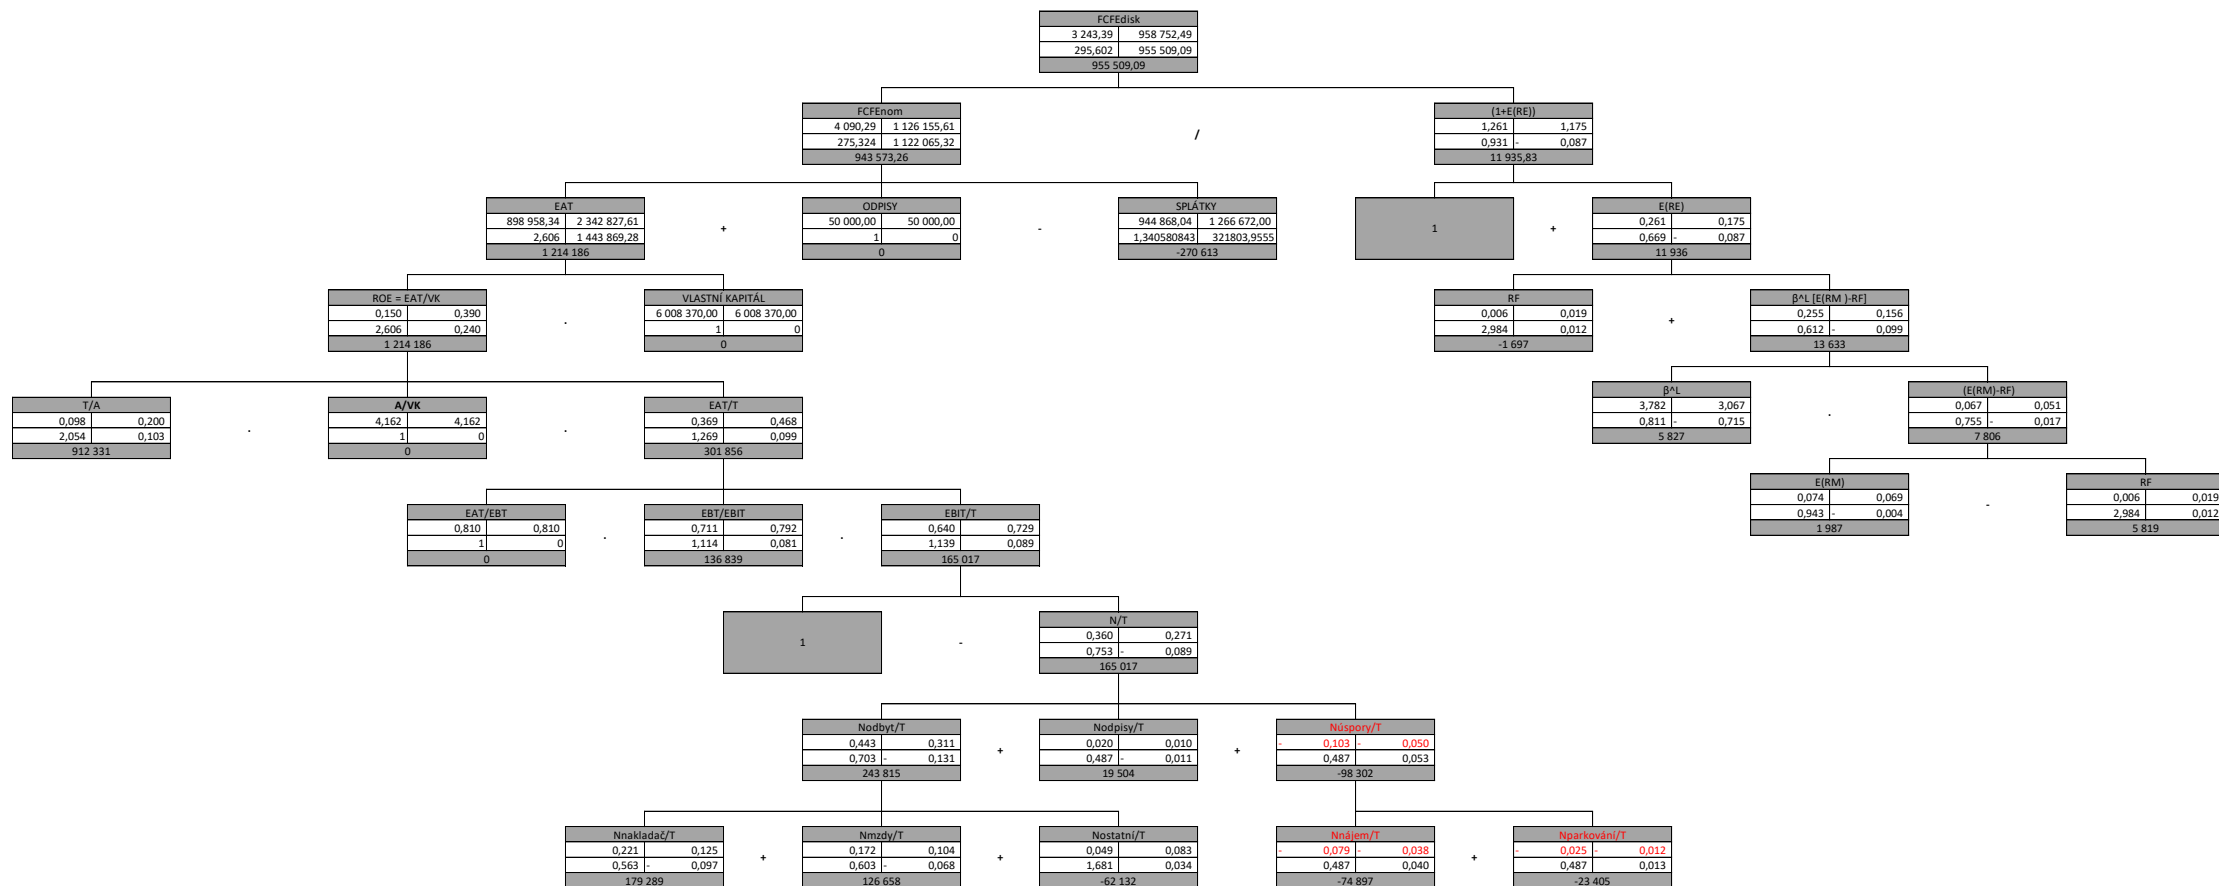 FCFEdisk
3 243,39 958 752,49
295,602 955 509,09
955 509,09
FCFEnom
4 090,29 1 126 155,61
275,324 1 122 065,32
943 573,26
/
(1+E(RE))
1,261 1,175
0,931 - 0,087
11 935,83
EAT
898 958,34 2 342 827,61
2,606 1 443 869,28
1 214 186
+
ODPISY
50 000,00 50 000,00
1 0
0
-
SPLÁTKY
944 868,04 1 266 672,00
1,340580843 321803,9555
-270 613
1
+
E(RE)
0,261 0,175
0,669 - 0,087
11 936
ROE = EAT/VK
0,150 0,390
2,606 0,240
1 214 186
.
VLASTNÍ KAPITÁL
6 008 370,00 6 008 370,00
1 0
0
RF
0,006 0,019
2,984 0,012
-1 697
+
β^L [E(RM )-RF]
0,255 0,156
0,612 - 0,099
13 633
T/A
0,098 0,200
2,054 0,103
912 331
.
A/VK
4,162 4,162
1 0
0
.
EAT/T
0,369 0,468
1,269 0,099
301 856
β^L
3,782 3,067
0,811 - 0,715
5 827
.
(E(RM)-RF)
0,067 0,051
0,755 - 0,017
7 806
EAT/EBT
0,810 0,810
1 0
0
.
EBT/EBIT
0,711 0,792
1,114 0,081
136 839
.
EBIT/T
0,640 0,729
1,139 0,089
165 017
E(RM)
0,074 0,069
0,943 - 0,004
1 987
-
RF
0,006 0,019
2,984 0,012
5 819
1
-
N/T
0,360 0,271
0,753 - 0,089
165 017
Nodbyt/T
0,443 0,311
0,703 - 0,131
243 815
+
Nodpisy/T
0,020 0,010
0,487 - 0,011
19 504
+
Núspory/T
- 0,103 - 0,050
0,487 0,053
-98 302
Nnakladač/T
0,221 0,125
0,563 - 0,097
179 289
+
Nmzdy/T
0,172 0,104
0,603 - 0,068
126 658
+
Nostatní/T
0,049 0,083
1,681 0,034
-62 132
Nnájem/T
- 0,079 - 0,038
0,487 0,040
-74 897
+
Nparkování/T
- 0,025 - 0,012
0,487 0,013
-23 405